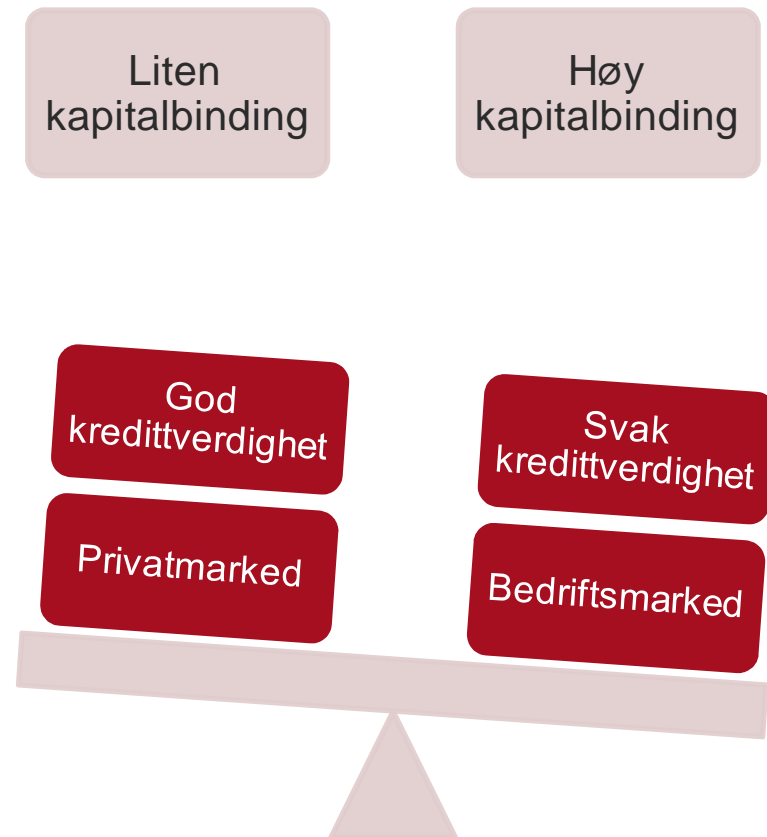 Liten
kapitalbinding
Høy
kapitalbinding
God
kredittverdighet
Svak
kredittverdighet
Privatmarked
Bedriftsmarked